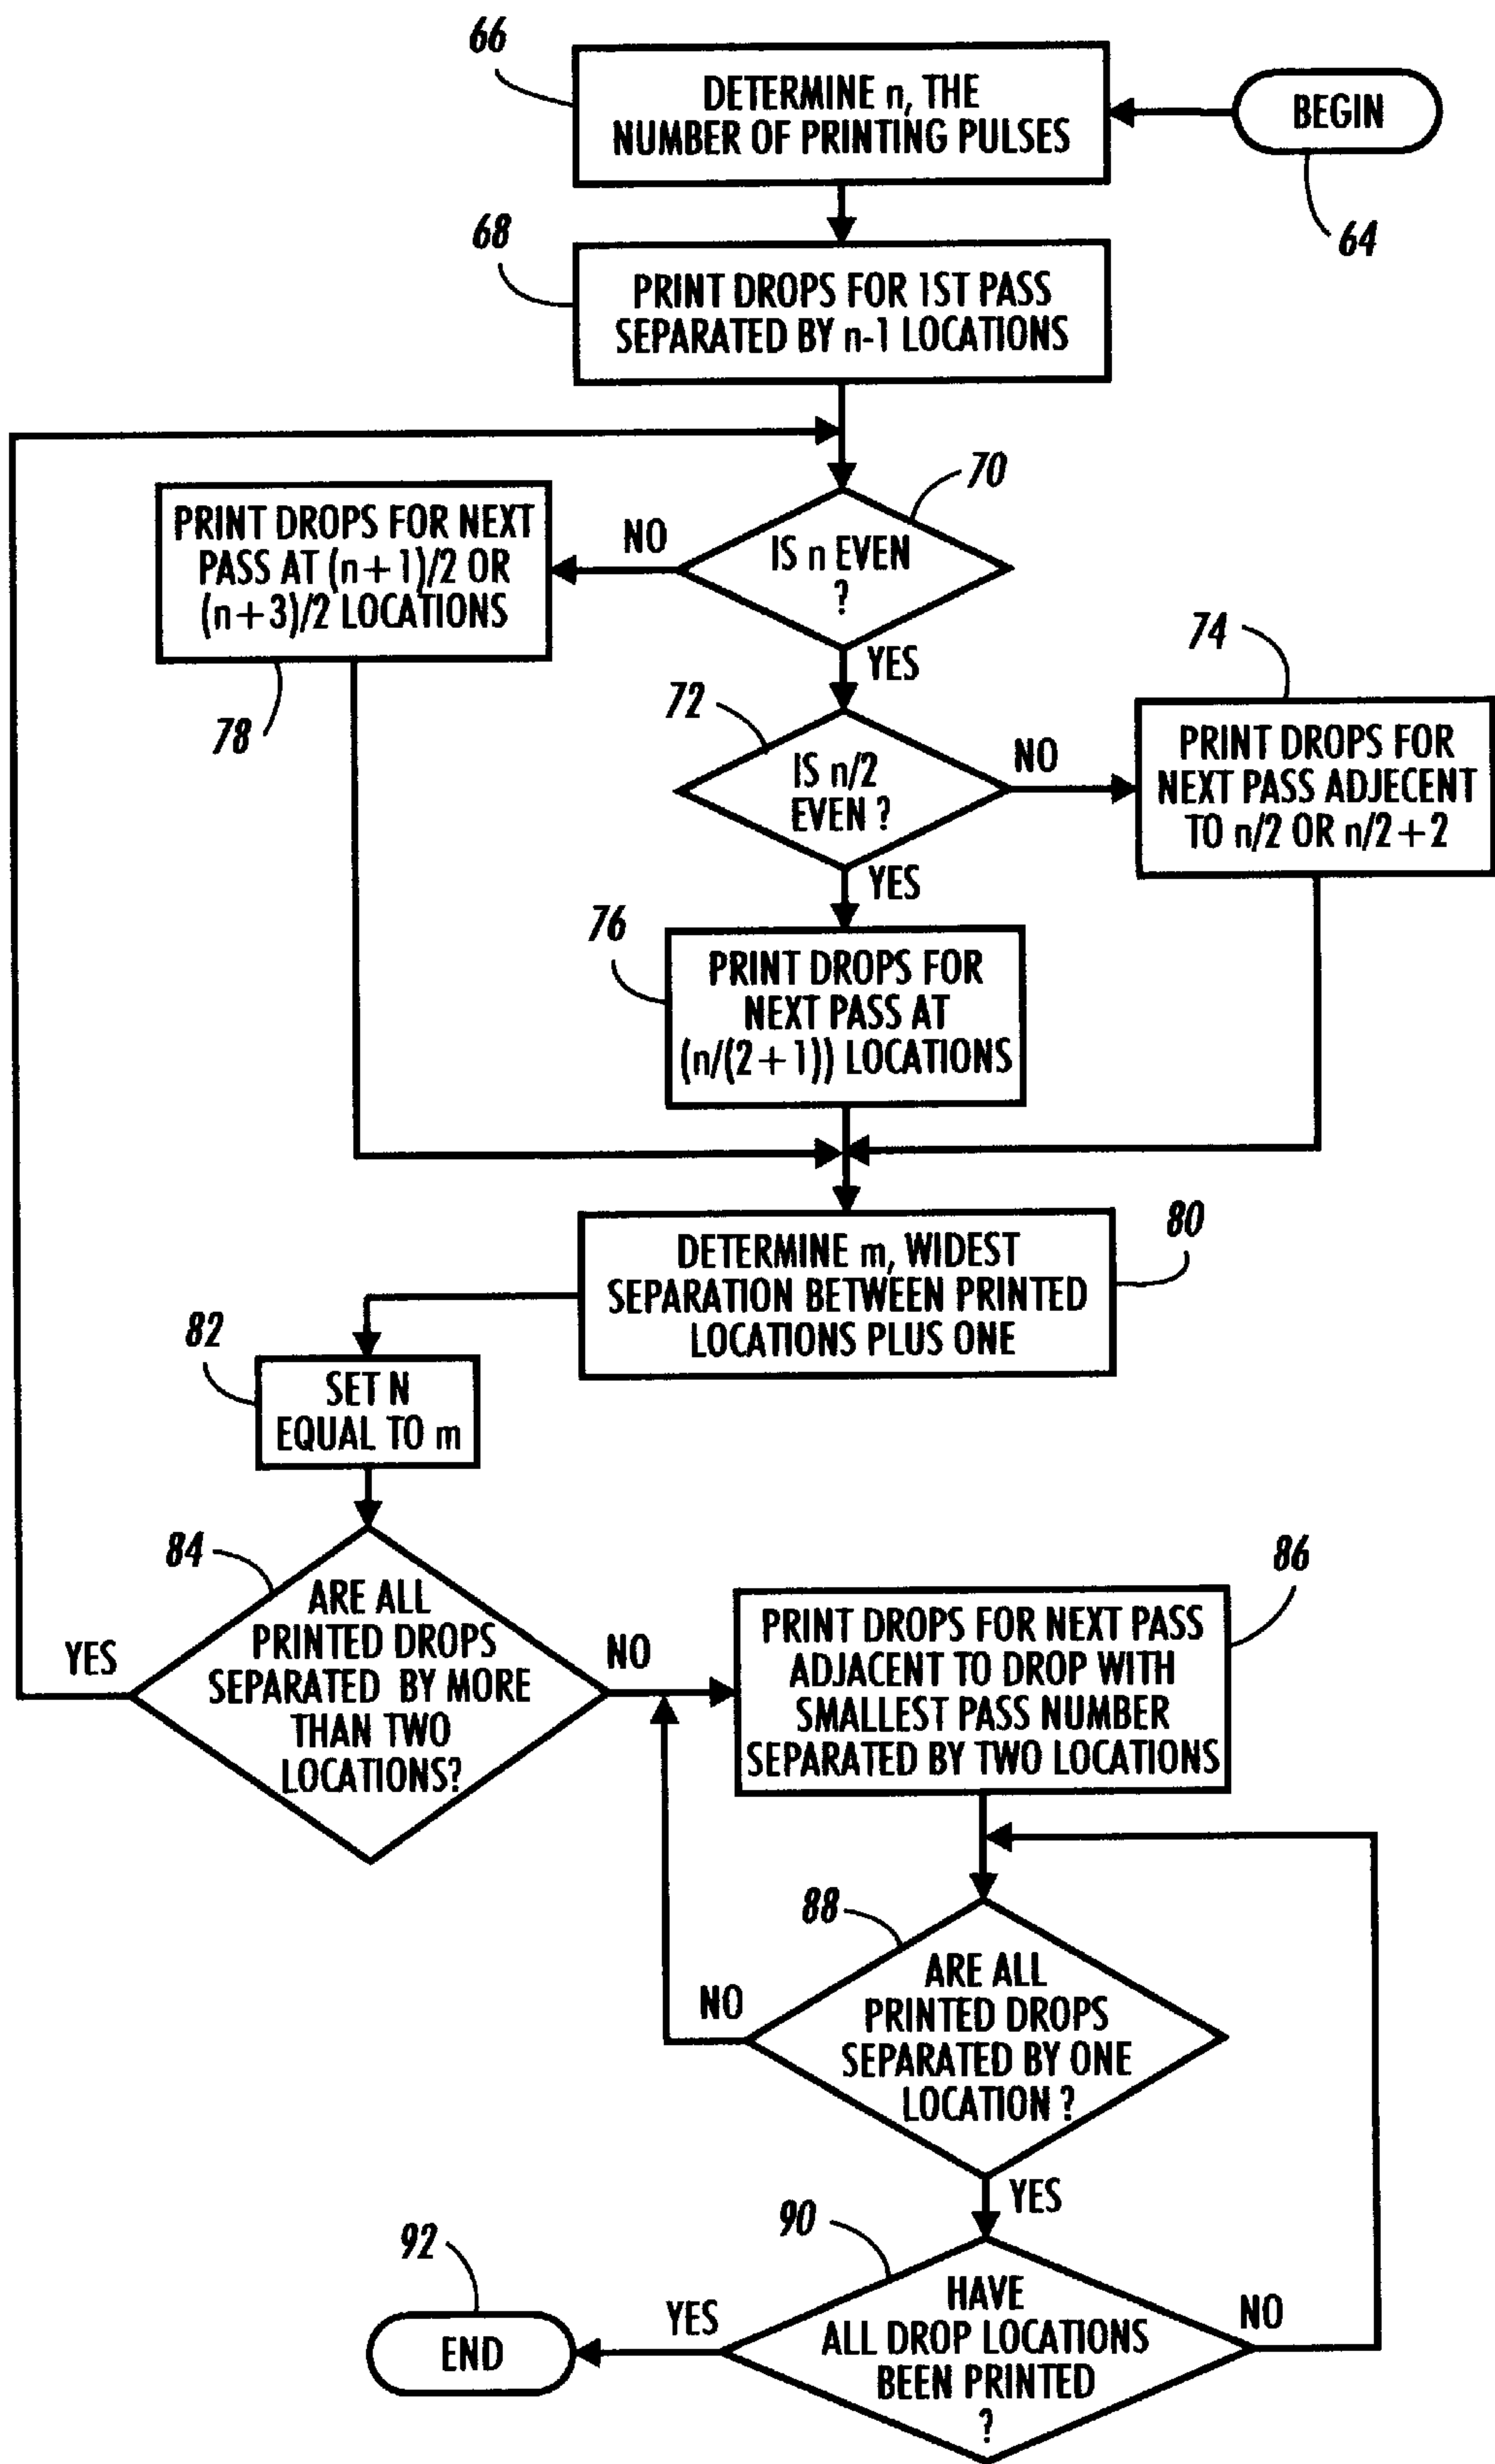 66
DETERMINE n, THE
NUMBER OF PRINTING PULSES
BEGIN
64
68
PRINT DROPS FOR 1ST PASS
SEPARATED BY n-1 LOCATIONS
70
IS n EVEN
?
NO
YES
PRINT DROPS FOR NEXT
PASS AT (n+1)/2 OR
(n+3)/2 LOCATIONS
78
72
IS n/2
EVEN ?
NO
YES
74
PRINT DROPS FOR
NEXT PASS ADJECENT
TO n/2 OR n/2+2
76
PRINT DROPS FOR
NEXT PASS AT
(n/(2+1)) LOCATIONS
80
DETERMINE m, WIDEST
SEPARATION BETWEEN PRINTED
LOCATIONS PLUS ONE
82
SET N
EQUAL TO m
84
ARE ALL
PRINTED DROPS
SEPARATED BY MORE
THAN TWO
LOCATIONS?
YES
NO
86
PRINT DROPS FOR NEXT PASS
ADJACENT TO DROP WITH
SMALLEST PASS NUMBER
SEPARATED BY TWO LOCATIONS
88
ARE ALL
PRINTED DROPS
SEPARATED BY ONE
LOCATION ?
NO
YES
90
HAVE
ALL DROP LOCATIONS
BEEN PRINTED
?
YES
NO
92
END